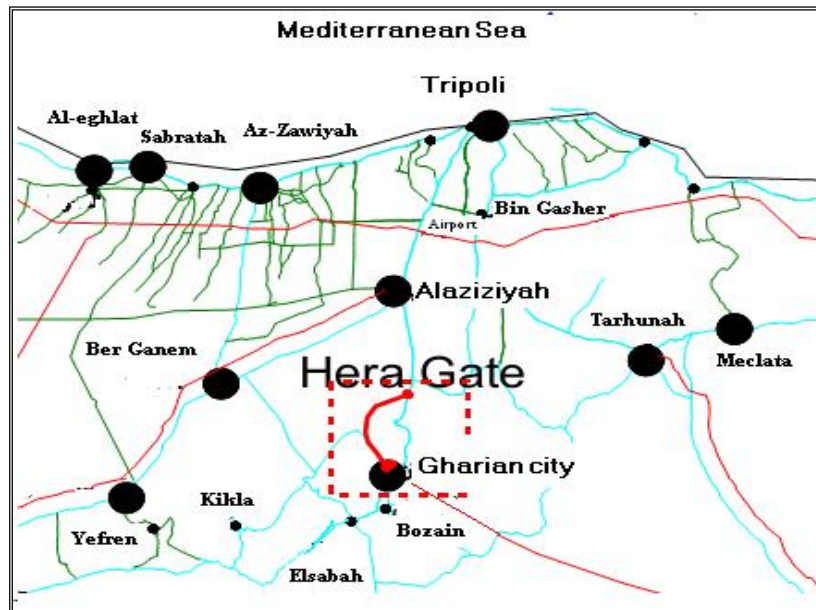 Mediterranean Sea
Tripoli
Al-eghlat
Sabratah
Az-Zawiyah
Bin Gasher
Airport
Alaziziyah
Tarhunah
Meclata
Ber Ganem
Hera Gate
Gharian city
Kikla
Bozain
Yefren
Elsabah